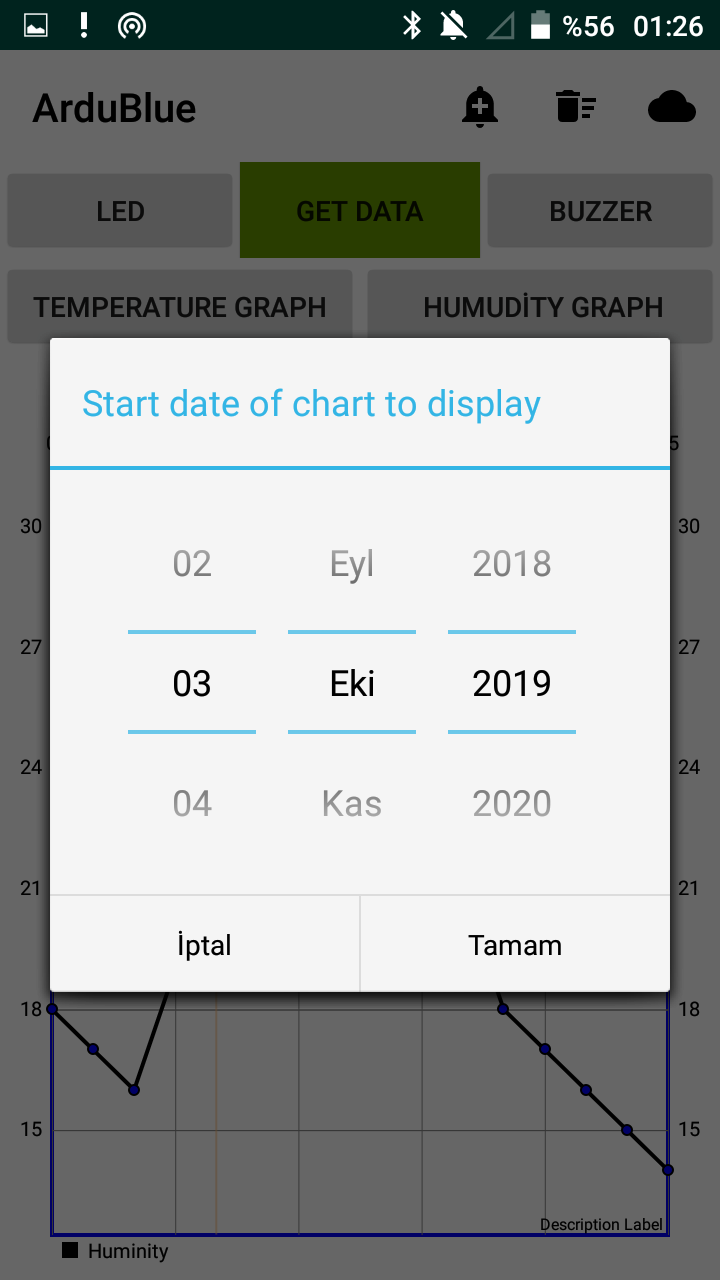 %56 01:26
ArduBlue
LED GET DATA BUZZER
TEMPERATURE GRAPH HUMUDİTY GRAPH
Start date of chart to display
5
30 30
02 Eyl 2018
27 27
03 Eki 2019
24 24
04 Kas 2020
21 21
İptal Tamam
18 18
15 15
Description Label
Huminity